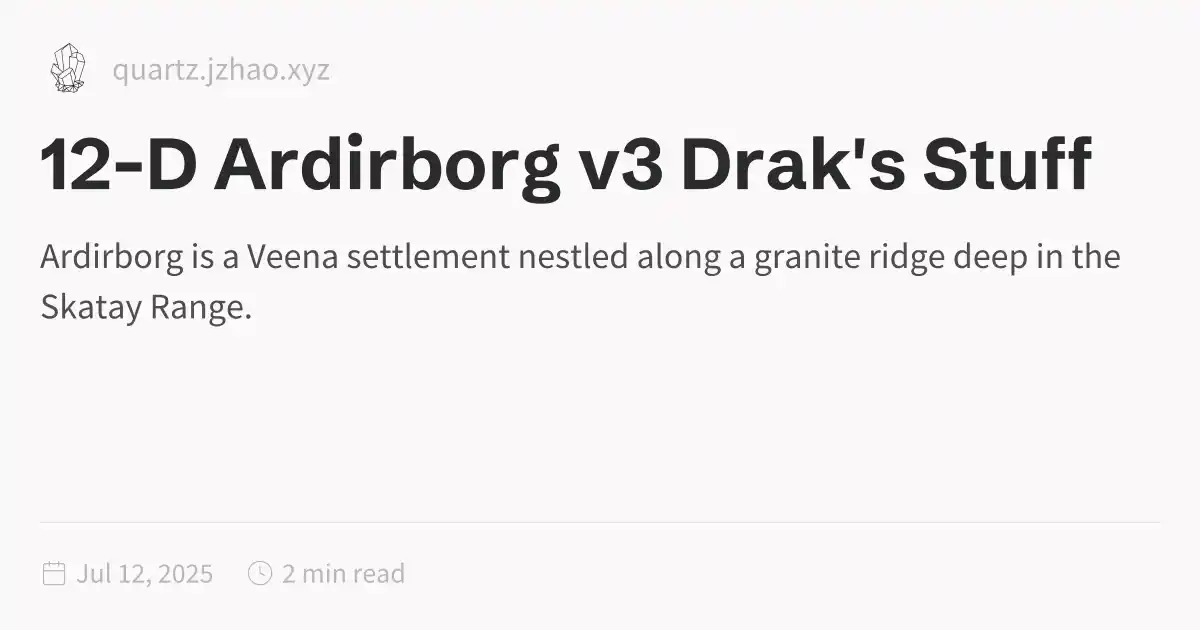 quartz.jzhao.xyz
12-D Ardirborg v3 Drak's Stuff
Ardirborg is a Veena settlement nestled along a granite ridge deep in the
Skatay Range.
Jul 12, 2025 2 min read